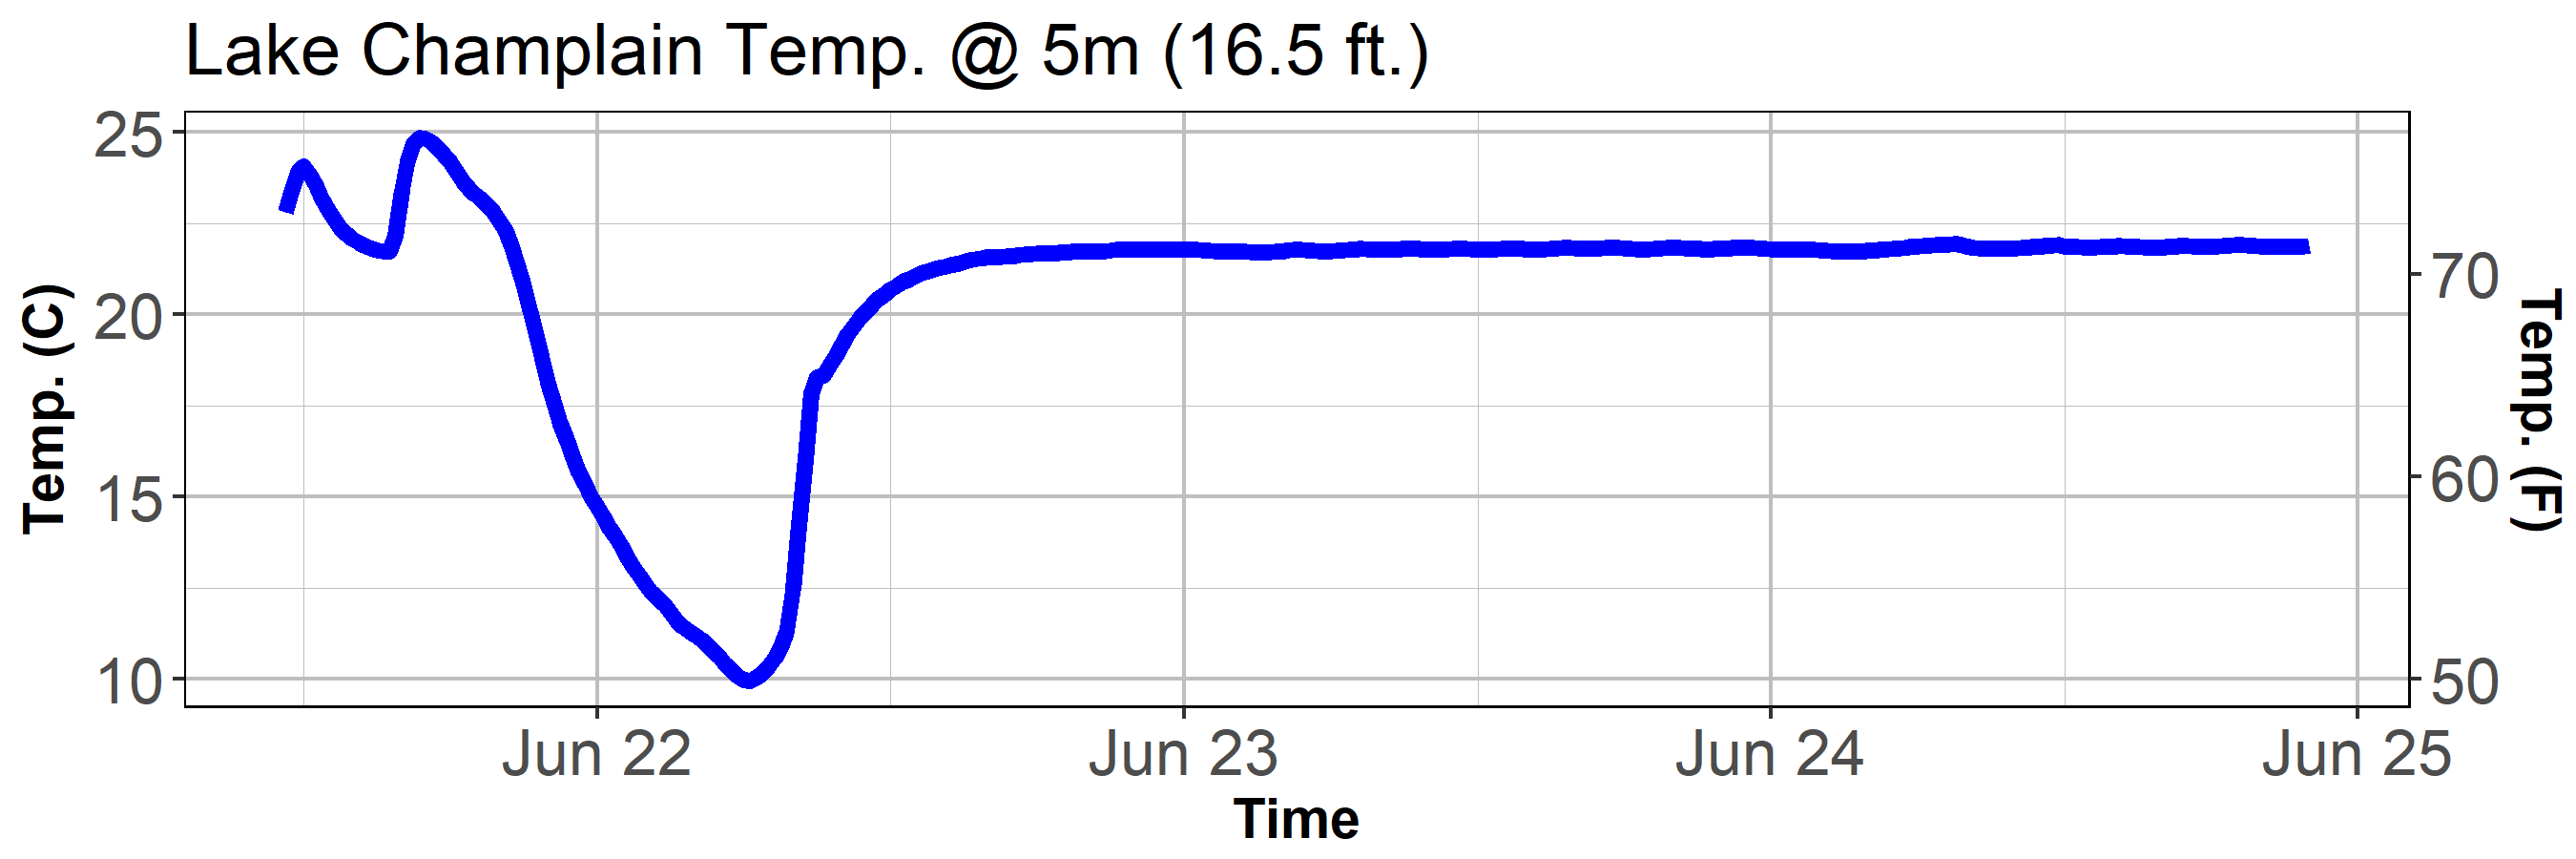 Lake Champlain Temp. @ 5m (16.5 ft.)
25
20
15
10
Temp. (C)
70
60
50
Temp. (F)
Jun 22 Jun 23 Jun 24 Jun 25
Time